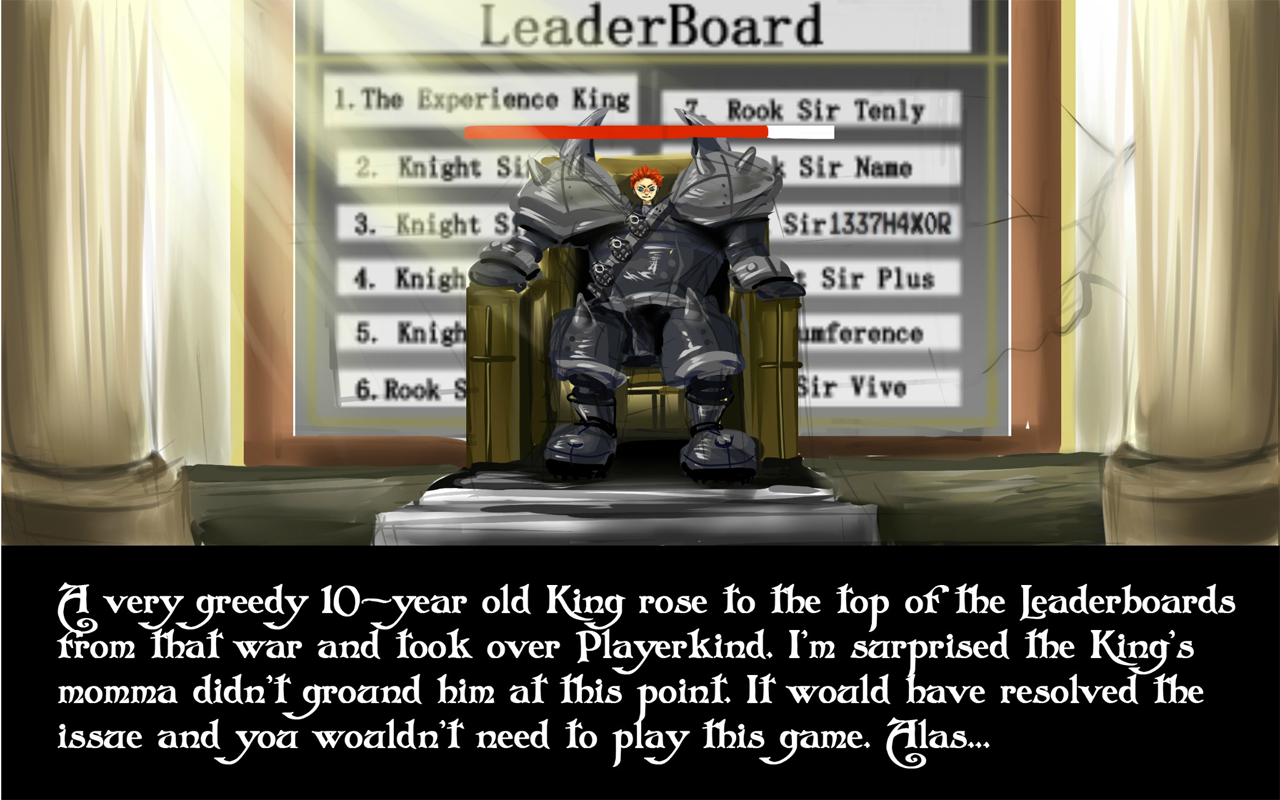 LeaderBoard
1. The Experience King
2. Knight Sir
3. Knight
4. Knigh
5. Knigh
6. Rook S
7. Rook Sir Tenly
k Sir Name
Sir1337H4X0R
t Sir Plus
umference
Sir Vive
A very greedy 10-year old King rose to the top of the Leaderboards
from that war and took over Playerkind. I'm surprised the King's
momma didn't ground him at this point. It would have resolved the
issue and you wouldn't need to play this game. Alas...